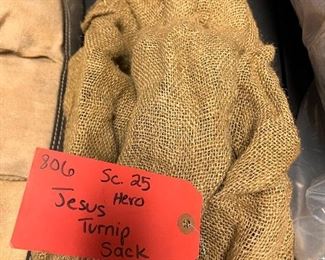 806 Sc. 25
Jesus Hero
Turnip
Sack